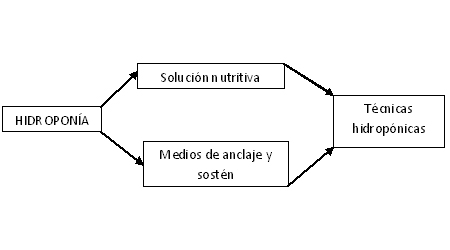 Solución nutritiva
HIDROPONÍA
Técnicas
hidropónicas
Medios de anclaje y
sostén